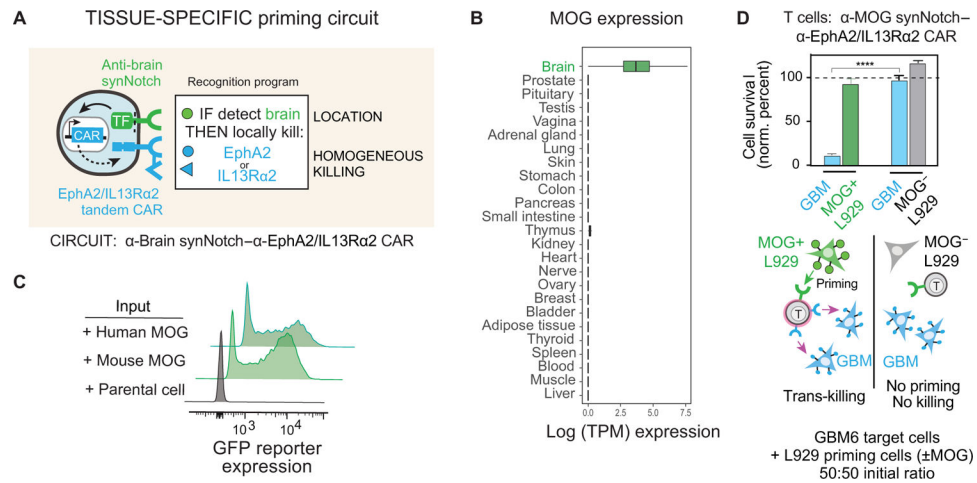 A
TISSUE-SPECIFIC priming circuit
Anti-brain
synNotch
TF
CAR
EphA2/IL13Rα2
tandem CAR
Recognition program
IF detect brain
THEN locally kill:
EphA2
or
IL13Rα2
LOCATION
HOMOGENEOUS
KILLING
CIRCUIT: α-Brain synNotch–α-EphA2/IL13Rα2 CAR
B
MOG expression
Brain
Prostate
Pituitary
Testis
Vagina
Adrenal gland
Lung
Skin
Stomach
Colon
Pancreas
Small intestine
Thymus
Kidney
Heart
Nerve
Ovary
Breast
Bladder
Adipose tissue
Thyroid
Spleen
Blood
Muscle
Liver
0.0 2.5 5.0 7.5
Log (TPM) expression
C
Input
+ Human MOG
+ Mouse MOG
+ Parental cell
10³ 10⁴
GFP reporter
expression
D
T cells: α-MOG synNotch–
α-EphA2/IL13Rα2 CAR
****
Cell survival
(norm. percent)
100
50
0
GBM
MOG+
L929
GBM
MOG⁻
L929
MOG+
L929
Priming
T
GBM
Trans-killing
MOG⁻
L929
T
GBM
No priming
No killing
GBM6 target cells
+ L929 priming cells (±MOG)
50:50 initial ratio